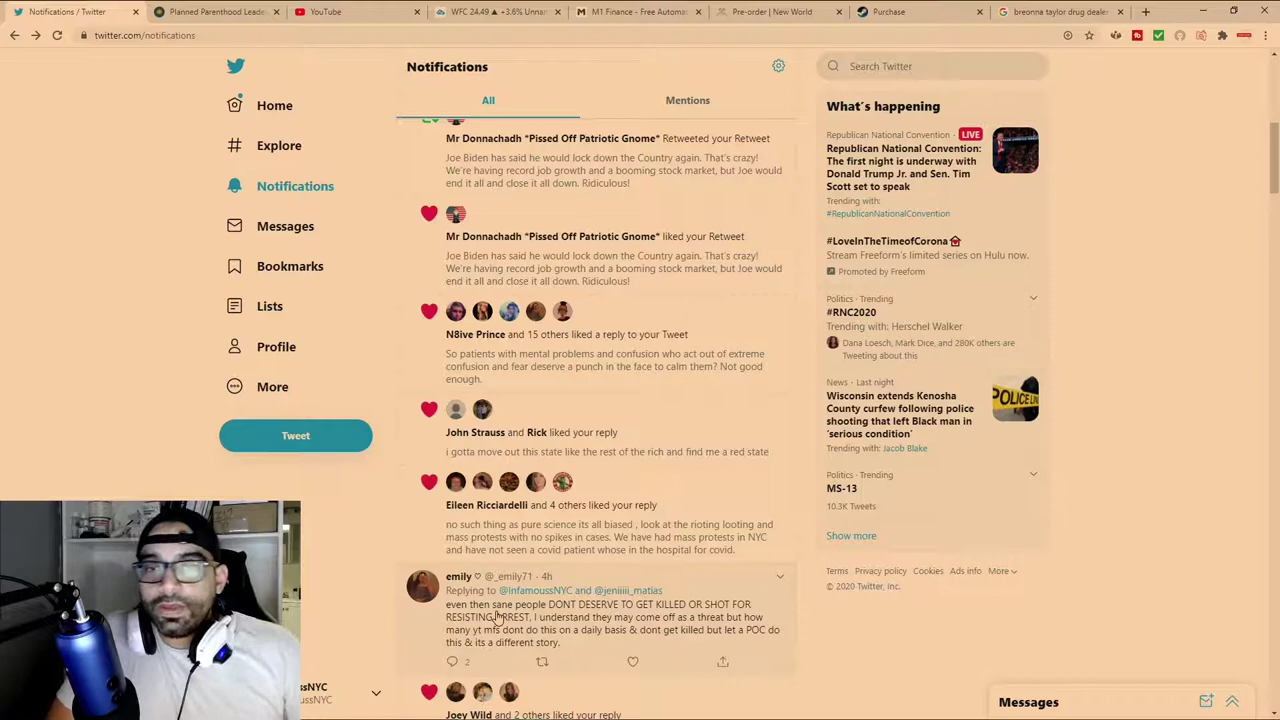 Notifications / Twitter
Planned Parenthood Leade
YouTube
WFC 24.49 ▲ +3.6% Unna
M1 Finance - Free Automa
Pre-order | New World
Purchase
breonna taylor drug deale
twitter.com/notifications
Notifications
Search Twitter
Home
All
Mentions
What's happening
Explore
Notifications
Messages
Bookmarks
Lists
Profile
More
Tweet
Mr Donnachadh *Pissed Off Patriotic Gnome* Retweeted your Retweet
Joe Biden has said he would lock down the Country again. That's crazy!
We're having record job growth and a booming stock market, but Joe would
end it all and close it all down. Ridiculous!
Mr Donnachadh *Pissed Off Patriotic Gnome* liked your Retweet
Joe Biden has said he would lock down the Country again. That's crazy!
We're having record job growth and a booming stock market, but Joe would
end it all and close it all down. Ridiculous!
N8ive Prince and 15 others liked a reply to your Tweet
So patients with mental problems and confusion who act out of extreme
confusion and fear deserve a punch in the face to calm them? Not good
enough.
John Strauss and Rick liked your reply
i gotta move out this state like the rest of the rich and find me a red state
Eileen Ricciardelli and 4 others liked your reply
no such thing as pure science its all biased , look at the rioting looting and
mass protests with no spikes in cases. We have had mass protests in NYC
and have not seen a covid patient whose in the hospital for covid.
emily ♡ @_emily71 · 4h
Replying to @InfamoussNYC and @jeniiiii_matias
even then sane people DONT DESERVE TO GET KILLED OR SHOT FOR
RESISTING ARREST, I understand they may come off as a threat but how
many yt mfs dont do this on a daily basis & dont get killed but let a POC do
this & its a different story.
2
Joey Wild and 2 others liked your reply
Republican National Convention · LIVE
Republican National Convention:
The first night is underway with
Donald Trump Jr. and Sen. Tim
Scott set to speak
Trending with:
#RepublicanNationalConvention
#LoveInTheTimeofCorona
Stream Freeform's limited series on Hulu now.
Promoted by Freeform
Politics · Trending
#RNC2020
Trending with: Herschel Walker
Dana Loesch, Mark Dice, and 280K others are
Tweeting about this
News · Last night
Wisconsin extends Kenosha
County curfew following police
shooting that left Black man in
'serious condition'
Trending with: Jacob Blake
POLICE LIN
Politics · Trending
MS-13
10.3K Tweets
Show more
Terms Privacy policy Cookies Ads info More
© 2020 Twitter, Inc.
ssNYC
oussNYC
Messages